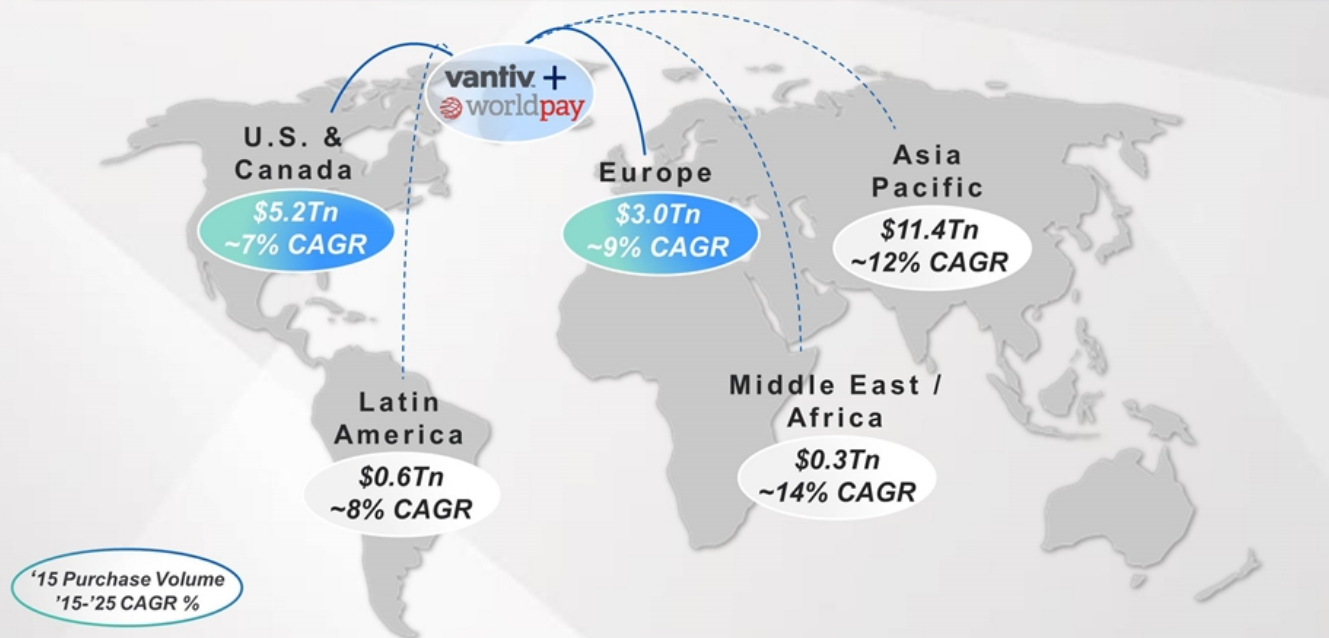 vantiv +
worldpay
U.S. &
Canada
$5.2Tn
~7% CAGR
Europe
$3.0Tn
~9% CAGR
Asia
Pacific
$11.4Tn
~12% CAGR
Latin
America
$0.6Tn
~8% CAGR
Middle East /
Africa
$0.3Tn
~14% CAGR
‘15 Purchase Volume
’15-’25 CAGR %